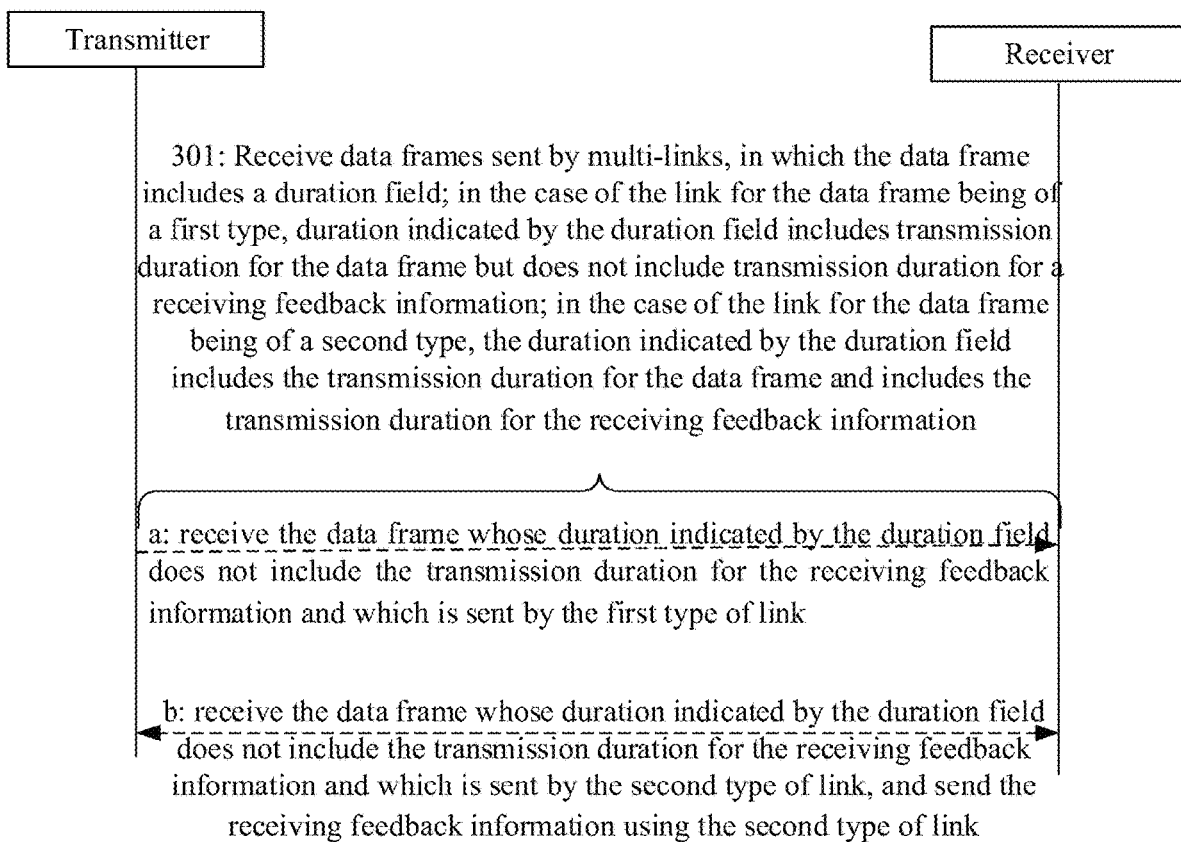 Transmitter
Receiver
301: Receive data frames sent by multi-links, in which the data frame
includes a duration field; in the case of the link for the data frame being of
a first type, duration indicated by the duration field includes transmission
duration for the data frame but does not include transmission duration for a
receiving feedback information; in the case of the link for the data frame
being of a second type, the duration indicated by the duration field
includes the transmission duration for the data frame and includes the
transmission duration for the receiving feedback information
a: receive the data frame whose duration indicated by the duration field
does not include the transmission duration for the receiving feedback
information and which is sent by the first type of link
b: receive the data frame whose duration indicated by the duration field
does not include the transmission duration for the receiving feedback
information and which is sent by the second type of link, and send the
receiving feedback information using the second type of link